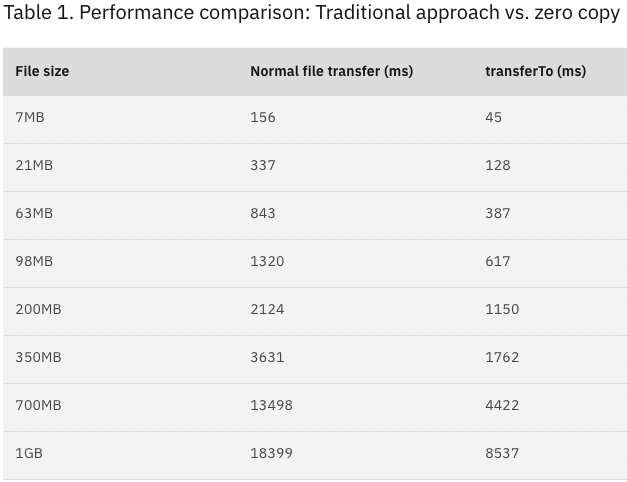 Table 1. Performance comparison: Traditional approach vs. zero copy
File size Normal file transfer (ms) transferTo (ms)
7MB 156 45
21MB 337 128
63MB 843 387
98MB 1320 617
200MB 2124 1150
350MB 3631 1762
700MB 13498 4422
1GB 18399 8537